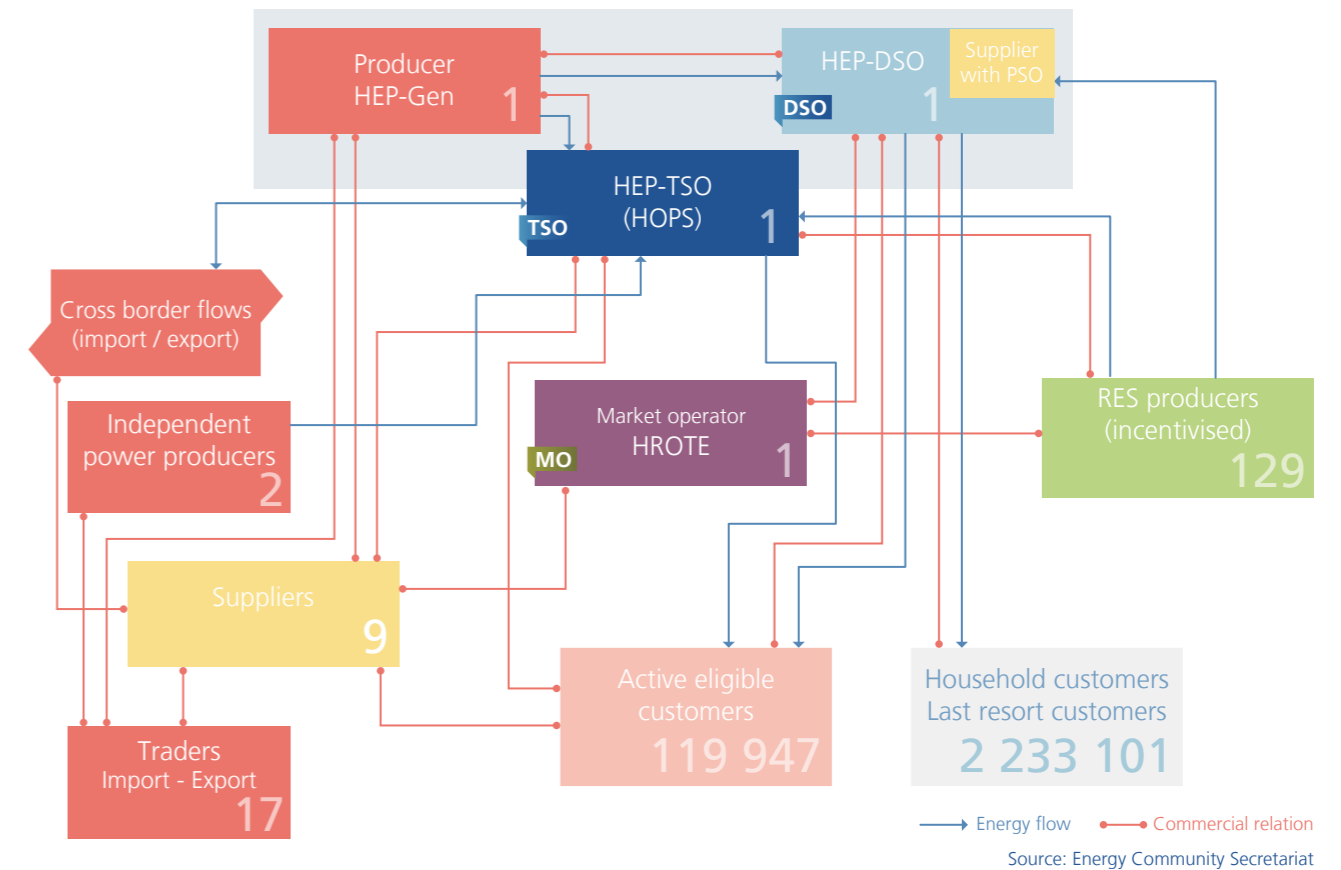 Producer
HEP-Gen
1
HEP-DSO
1
DSO
Supplier
with PSO
HEP-TSO
(HOPS)
1
TSO
Cross border flows
(import / export)
Independent
power producers
2
Market operator
HROTE
1
MO
RES producers
(incentivised)
129
Suppliers
9
Active eligible
customers
119 947
Household customers
Last resort customers
2 233 101
Traders
Import - Export
17
Energy flow
Commercial relation
Source: Energy Community Secretariat